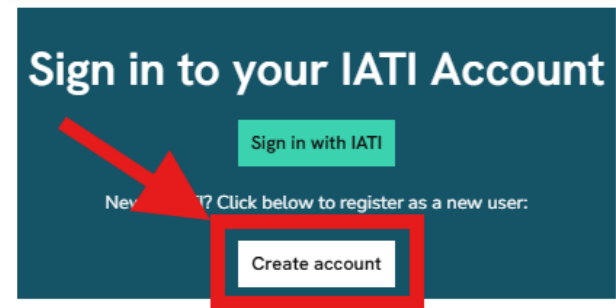 Sign in to your IATI Account
Sign in with IATI
New ? Click below to register as a new user:
Create account